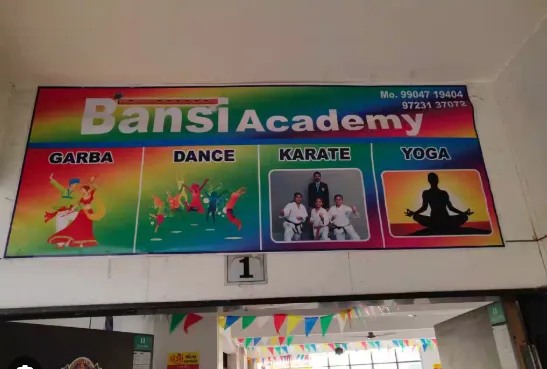 Mo. 99047 19404
97231 37072
Bansi Academy
GARBA DANCE KARATE YOGA
1